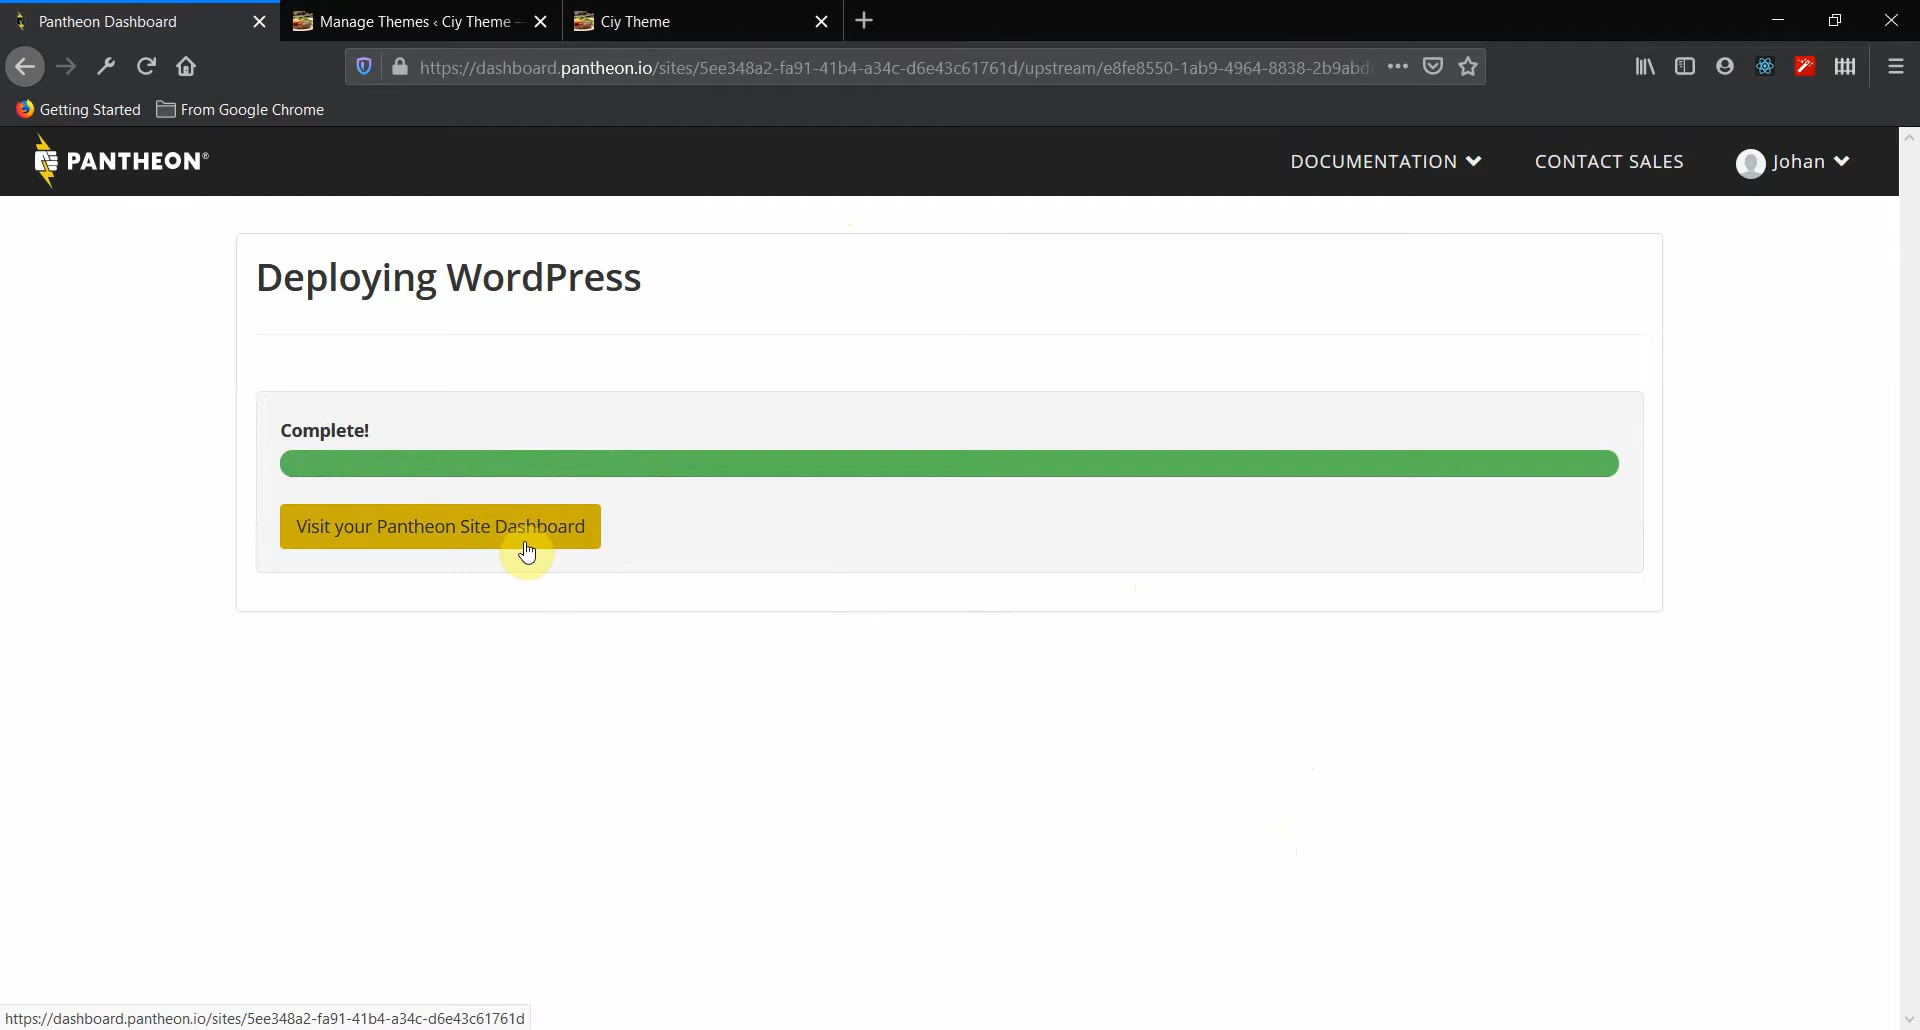 Pantheon Dashboard
Manage Themes ‹ Ciy Theme —
Ciy Theme
https://dashboard.pantheon.io/sites/5ee348a2-fa91-41b4-a34c-d6e43c61761d/upstream/e8fe8550-1ab9-4964-8838-2b9abd
Getting Started
From Google Chrome
PANTHEON®
DOCUMENTATION
CONTACT SALES
Johan
Deploying WordPress
Complete!
Visit your Pantheon Site Dashboard
https://dashboard.pantheon.io/sites/5ee348a2-fa91-41b4-a34c-d6e43c61761d